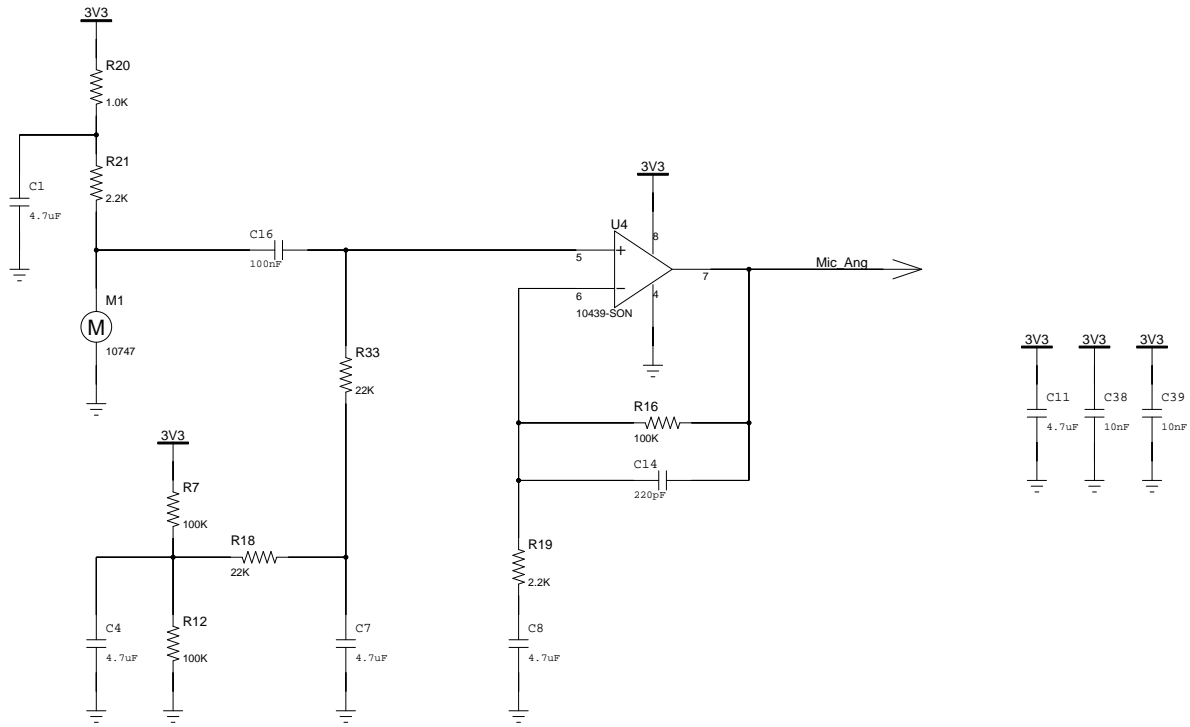 3V3
R20
1.0K
R21
2.2K
C1
4.7uF
C16
100nF
M1
M
10747
3V3
U4
8
5
+
6
−
4
7
10439-SON
Mic_Ang
R33
22K
R16
100K
C14
220pF
3V3
R7
100K
R18
22K
R12
100K
C4
4.7uF
C7
4.7uF
R19
2.2K
C8
4.7uF
3V3
3V3
3V3
C11
4.7uF
C38
10nF
C39
10nF